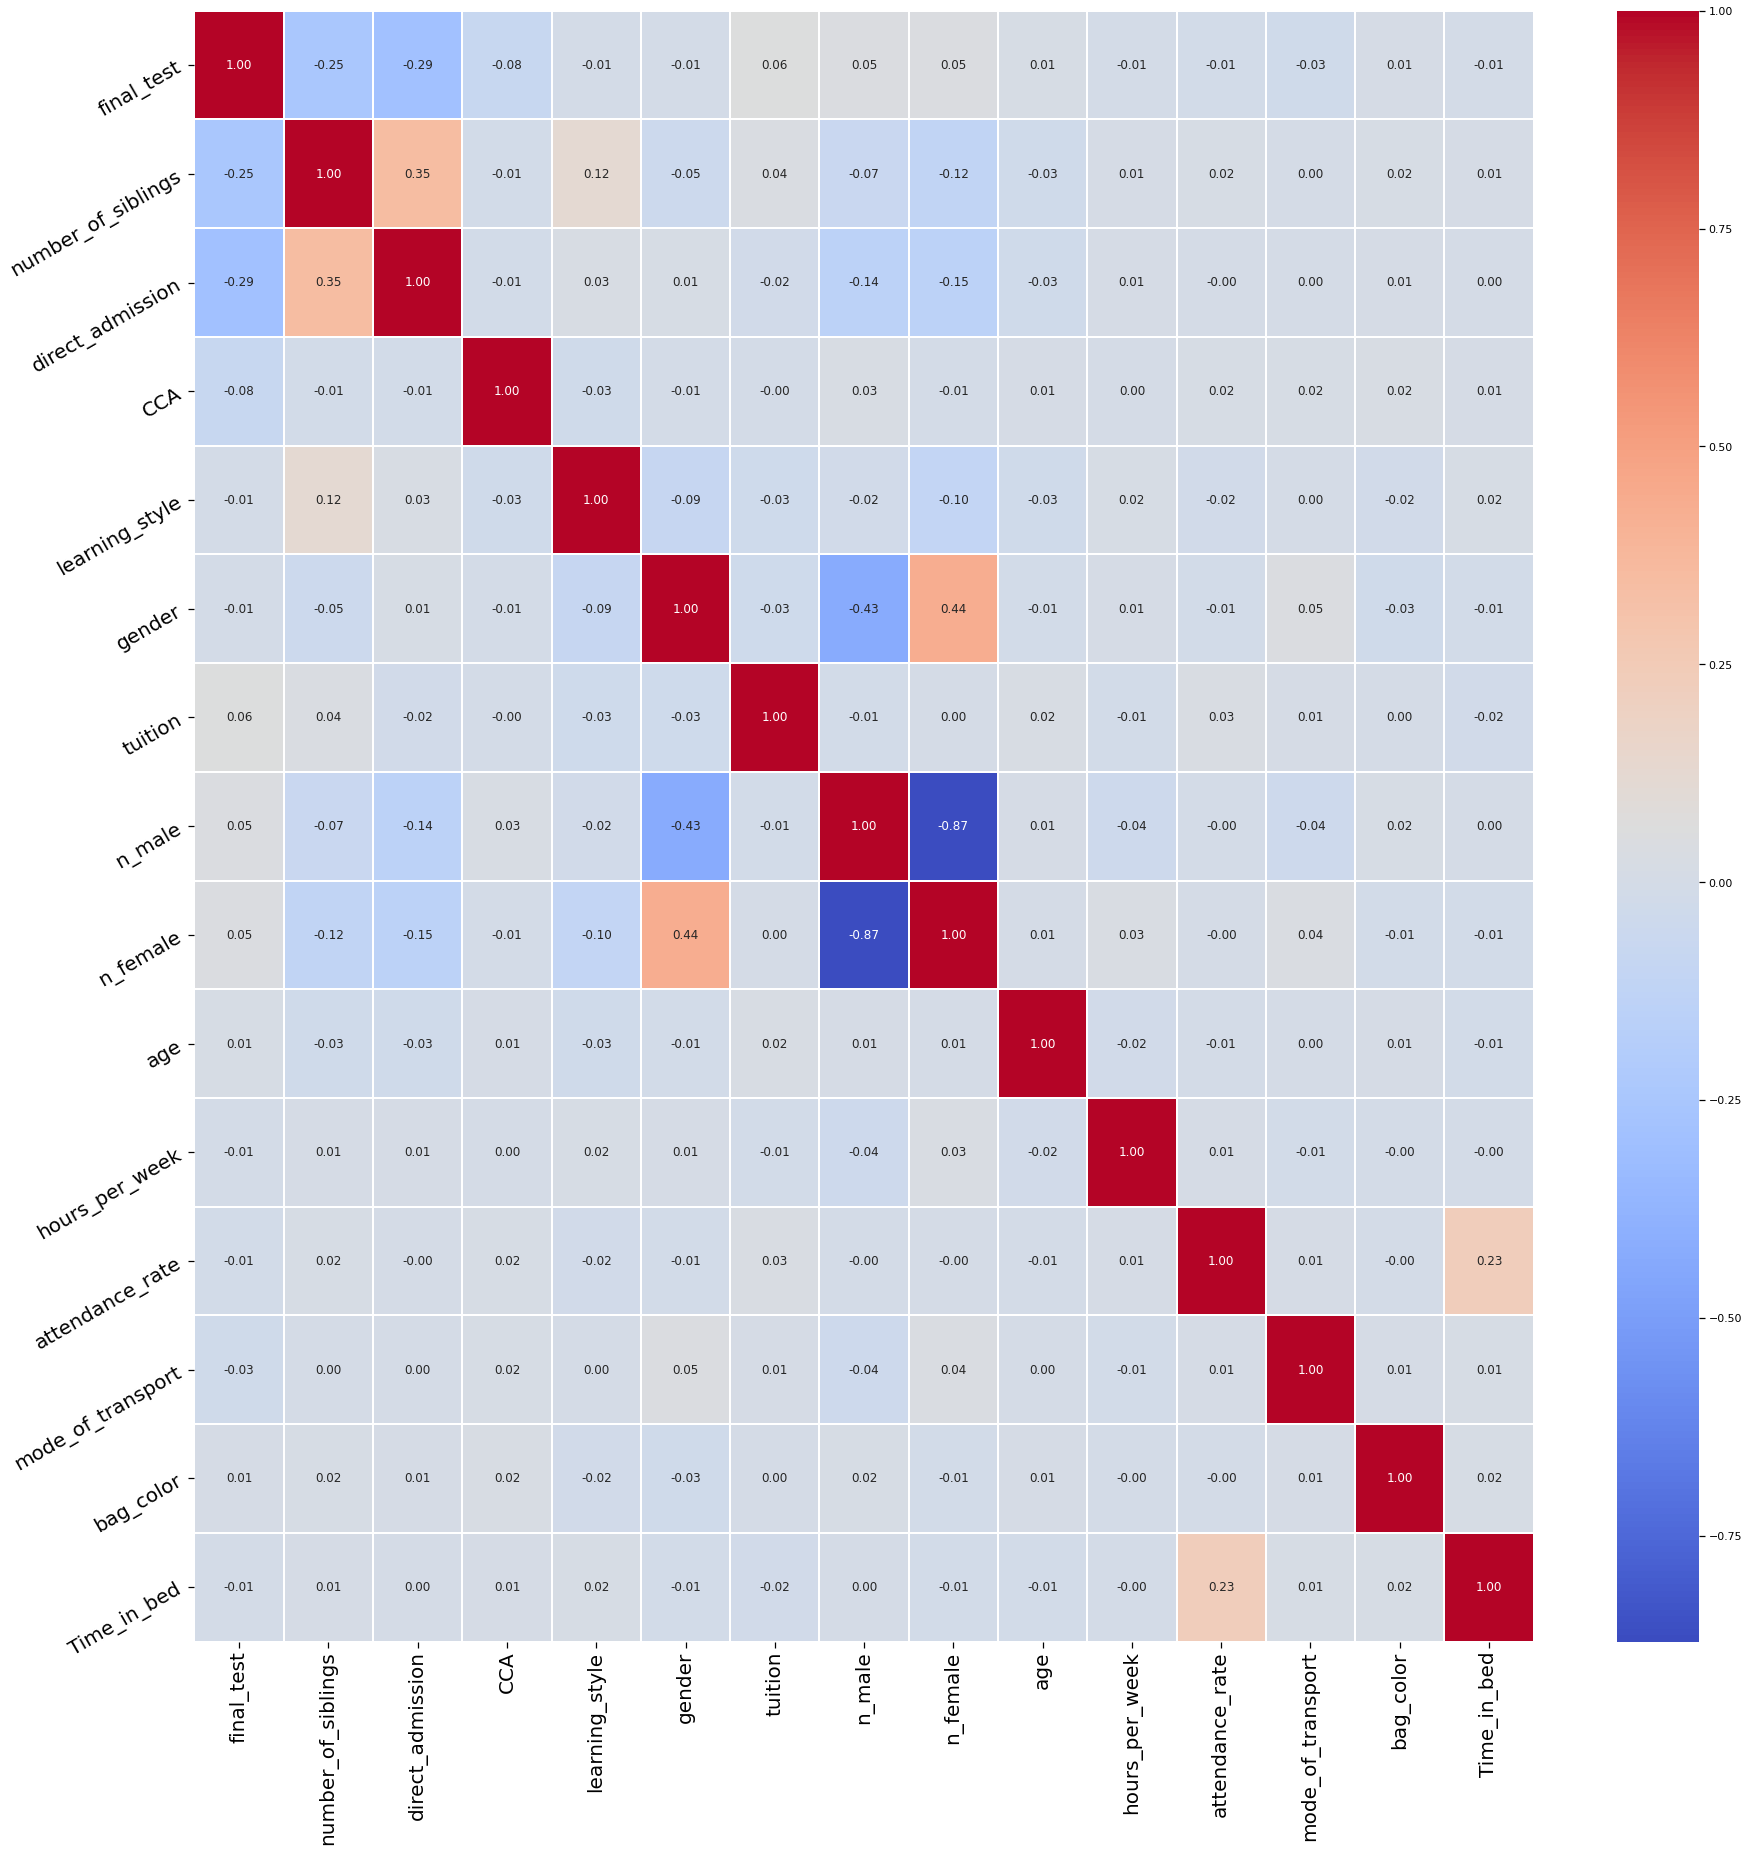 final_test 1.00 -0.25 -0.29 -0.08 -0.01 -0.01 0.06 0.05 0.05 0.01 -0.01 -0.01 -0.03 0.01 -0.01
number_of_siblings -0.25 1.00 0.35 -0.01 0.12 -0.05 0.04 -0.07 -0.12 -0.03 0.01 0.02 0.00 0.02 0.01
direct_admission -0.29 0.35 1.00 -0.01 0.03 0.01 -0.02 -0.14 -0.15 -0.03 0.01 -0.00 0.00 0.01 0.00
CCA -0.08 -0.01 -0.01 1.00 -0.03 -0.01 -0.00 0.03 -0.01 0.01 0.00 0.02 0.02 0.02 0.01
learning_style -0.01 0.12 0.03 -0.03 1.00 -0.09 -0.03 -0.02 -0.10 -0.03 0.02 -0.02 0.00 -0.02 0.02
gender -0.01 -0.05 0.01 -0.01 -0.09 1.00 -0.03 -0.43 0.44 -0.01 0.01 -0.01 0.05 -0.03 -0.01
tuition 0.06 0.04 -0.02 -0.00 -0.03 -0.03 1.00 -0.01 0.00 0.02 -0.01 0.03 0.01 0.00 -0.02
n_male 0.05 -0.07 -0.14 0.03 -0.02 -0.43 -0.01 1.00 -0.87 0.01 -0.04 -0.00 -0.04 0.02 0.00
n_female 0.05 -0.12 -0.15 -0.01 -0.10 0.44 0.00 -0.87 1.00 0.01 0.03 -0.00 0.04 -0.01 -0.01
age 0.01 -0.03 -0.03 0.01 -0.03 -0.01 0.02 0.01 0.01 1.00 -0.02 -0.01 0.00 0.01 -0.01
hours_per_week -0.01 0.01 0.01 0.00 0.02 0.01 -0.01 -0.04 0.03 -0.02 1.00 0.01 -0.01 -0.00 -0.00
attendance_rate -0.01 0.02 -0.00 0.02 -0.02 -0.01 0.03 -0.00 -0.00 -0.01 0.01 1.00 0.01 -0.00 0.23
mode_of_transport -0.03 0.00 0.00 0.02 0.00 0.05 0.01 -0.04 0.04 0.00 -0.01 0.01 1.00 0.01 0.01
bag_color 0.01 0.02 0.01 0.02 -0.02 -0.03 0.00 0.02 -0.01 0.01 -0.00 -0.00 0.01 1.00 0.02
Time_in_bed -0.01 0.01 0.00 0.01 0.02 -0.01 -0.02 0.00 -0.01 -0.01 -0.00 0.23 0.01 0.02 1.00
final_test
number_of_siblings
direct_admission
CCA
learning_style
gender
tuition
n_male
n_female
age
hours_per_week
attendance_rate
mode_of_transport
bag_color
Time_in_bed
1.00
0.75
0.50
0.25
0.00
−0.25
−0.50
−0.75